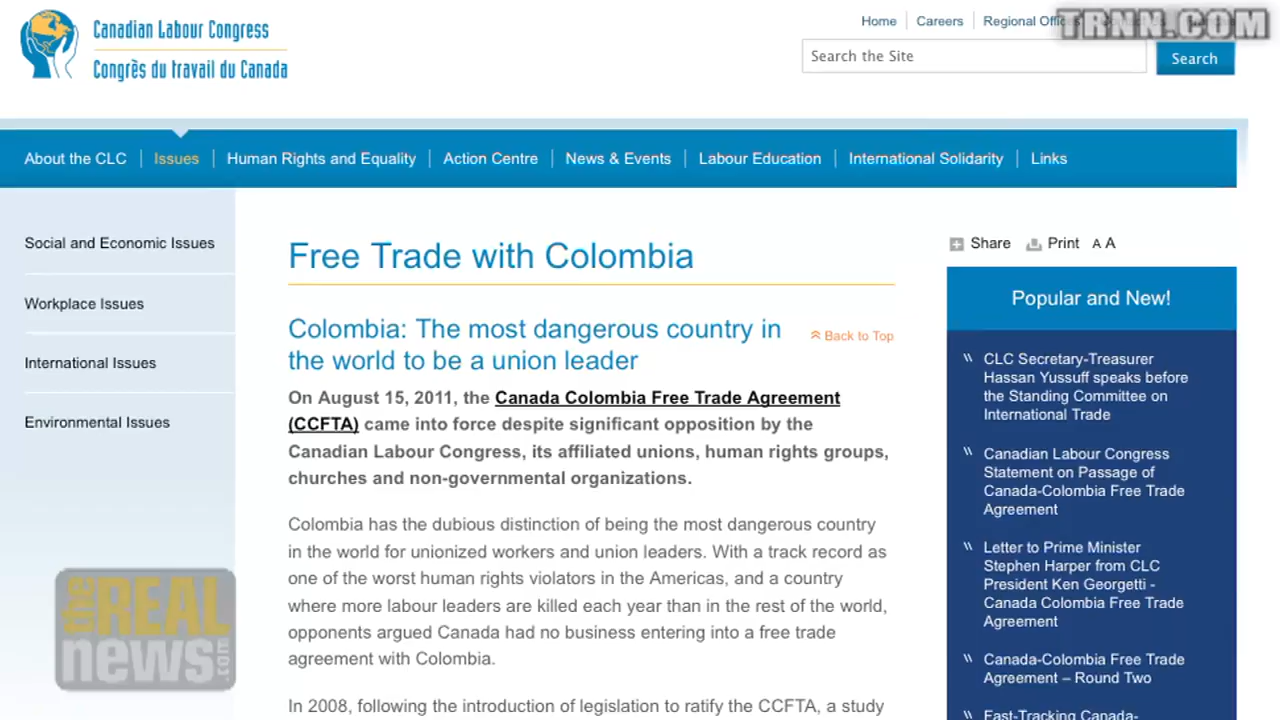 Canadian Labour Congress
Congrès du travail du Canada
Home
Careers
Regional Offices
TRNN.COM
Search the Site
Search
About the CLC
Issues
Human Rights and Equality
Action Centre
News & Events
Labour Education
International Solidarity
Links
Social and Economic Issues
Workplace Issues
International Issues
Environmental Issues
Free Trade with Colombia
Colombia: The most dangerous country in
the world to be a union leader
Back to Top
On August 15, 2011, the Canada Colombia Free Trade Agreement
(CCFTA) came into force despite significant opposition by the
Canadian Labour Congress, its affiliated unions, human rights groups,
churches and non-governmental organizations.
Colombia has the dubious distinction of being the most dangerous country
in the world for unionized workers and union leaders. With a track record as
one of the worst human rights violators in the Americas, and a country
where more labour leaders are killed each year than in the rest of the world,
opponents argued Canada had no business entering into a free trade
agreement with Colombia.
In 2008, following the introduction of legislation to ratify the CCFTA, a study
Share
Print
A A
Popular and New!
CLC Secretary-Treasurer
Hassan Yussuff speaks before
the Standing Committee on
International Trade
Canadian Labour Congress
Statement on Passage of
Canada-Colombia Free Trade
Agreement
Letter to Prime Minister
Stephen Harper from CLC
President Ken Georgetti -
Canada Colombia Free Trade
Agreement
Canada-Colombia Free Trade
Agreement – Round Two
Fast-Tracking Canada-
the REAL
news.com